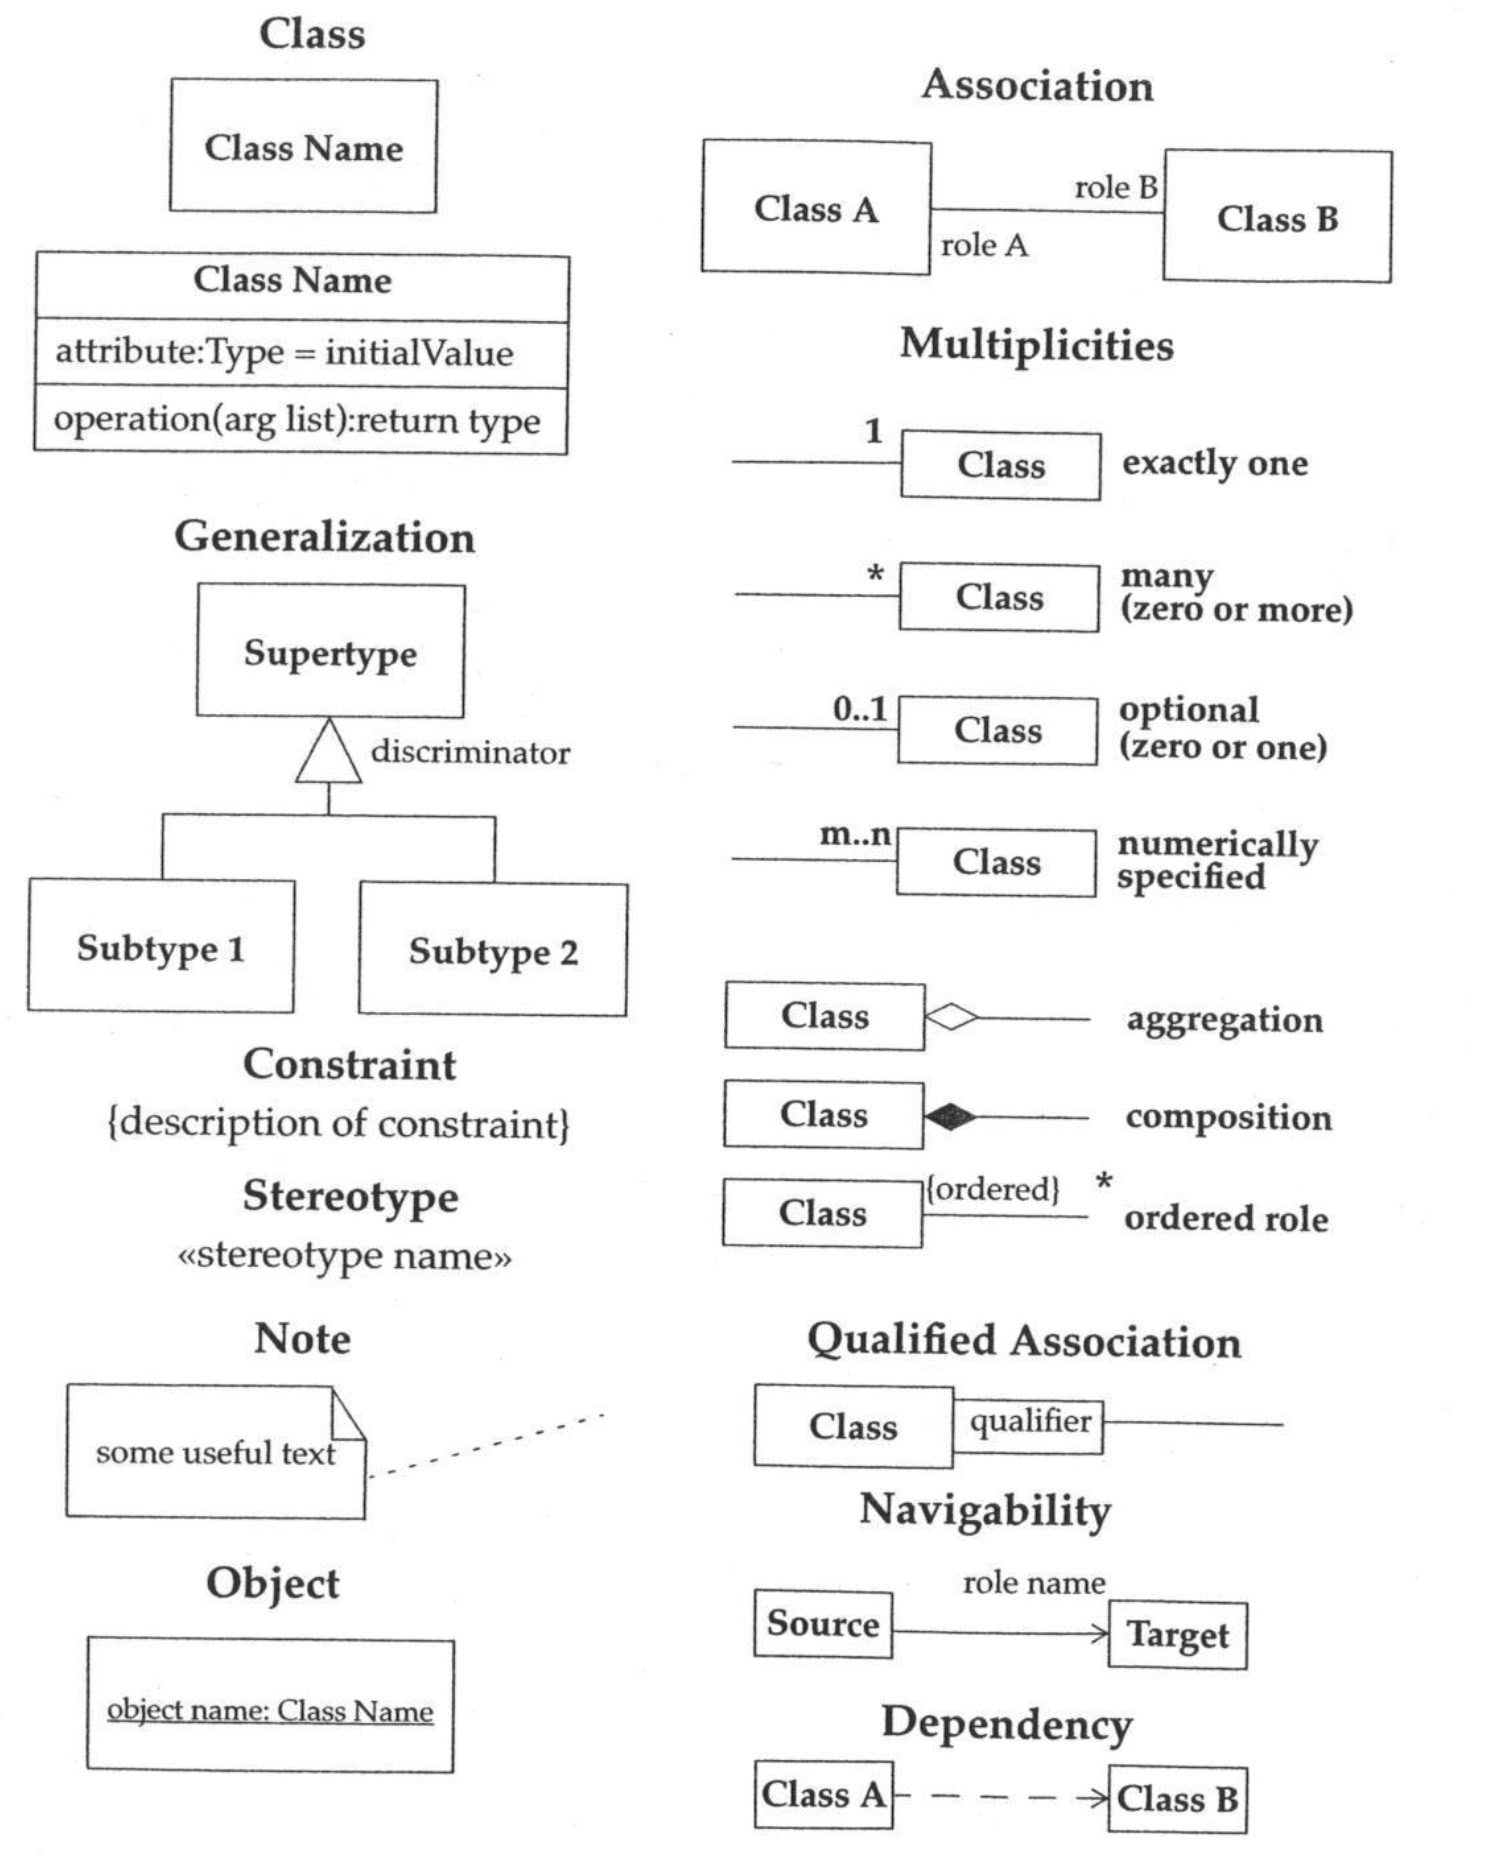 Class
Class Name
Class Name
attribute:Type = initialValue
operation(arg list):return type
Generalization
Supertype
discriminator
Subtype 1
Subtype 2
Constraint
{description of constraint}
Stereotype
«stereotype name»
Note
some useful text
Object
object name: Class Name
Association
Class A
role B
role A
Class B
Multiplicities
1
Class
exactly one
*
Class
many
(zero or more)
0..1
Class
optional
(zero or one)
m..n
Class
numerically
specified
Class
aggregation
Class
composition
Class
{ordered}
*
ordered role
Qualified Association
Class
qualifier
Navigability
role name
Source
Target
Dependency
Class A
Class B